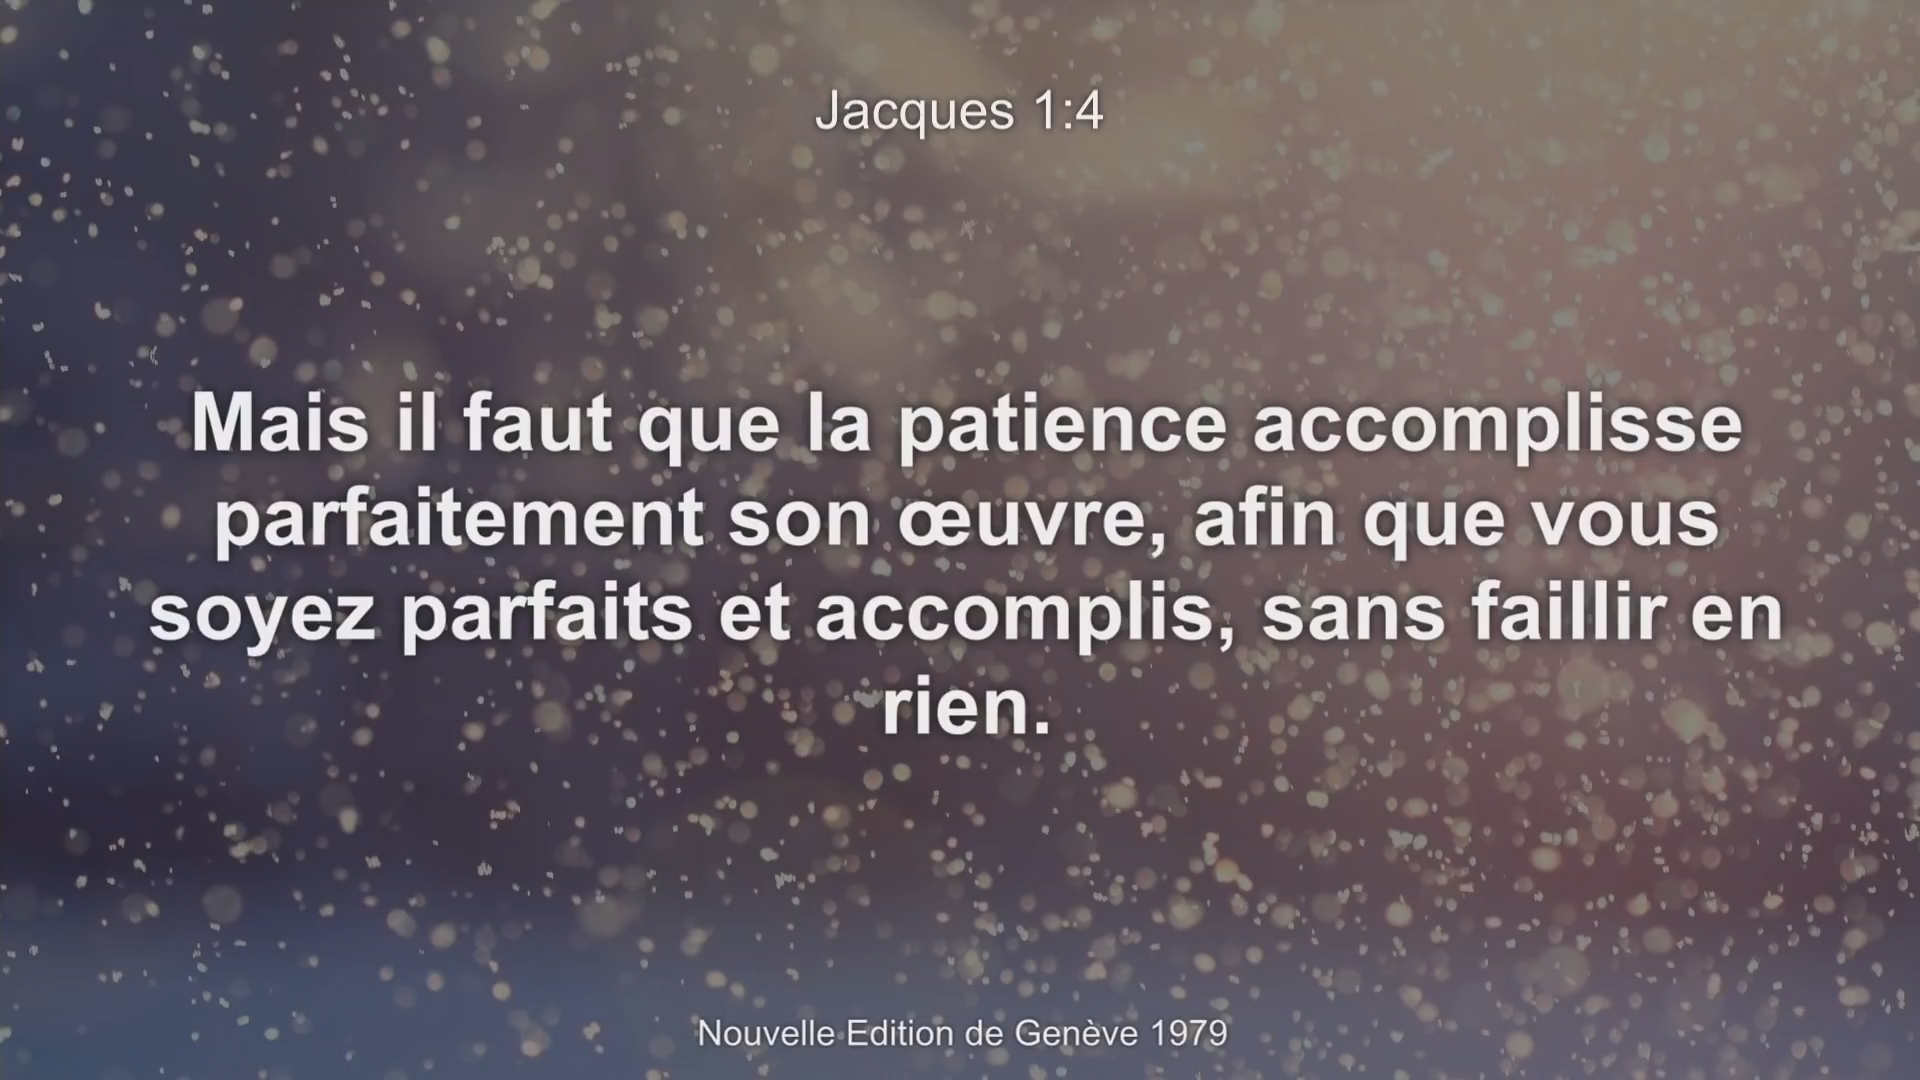 Jacques 1:4
Mais il faut que la patience accomplisse
parfaitement son œuvre, afin que vous
soyez parfaits et accomplis, sans faillir en
rien.
Nouvelle Edition de Genève 1979